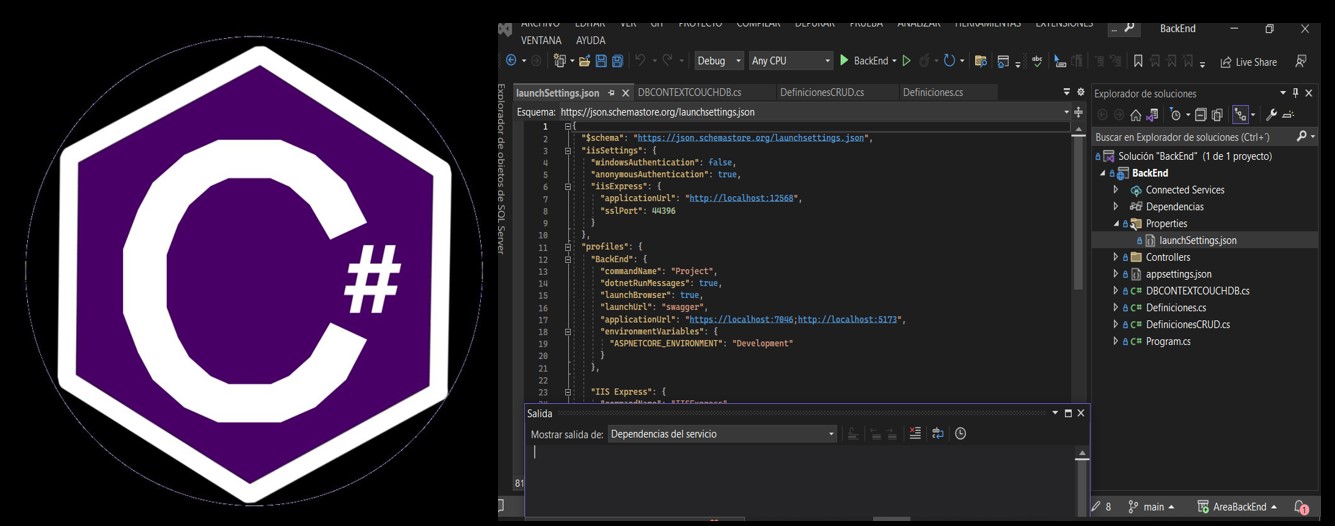 C#
ARCHIVO EDITAR VER GIT PROYECTO COMPILAR DEPURAR PRUEBA ANALIZAR HERRAMIENTAS EXTENSIONES
VENTANA AYUDA
... BackEnd
Debug Any CPU BackEnd Live Share
Explorador de objetos de SQL Server
launchSettings.json DBCONTEXTCOUCHDB.cs DefinicionesCRUD.cs Definiciones.cs
Esquema: https://json.schemastore.org/launchsettings.json
1 {
2 "$schema": "https://json.schemastore.org/launchsettings.json",
3 "iisSettings": {
4 "windowsAuthentication": false,
5 "anonymousAuthentication": true,
6 "iisExpress": {
7 "applicationUrl": "http://localhost:12568",
8 "sslPort": 44396
9 }
10 },
11 "profiles": {
12 "BackEnd": {
13 "commandName": "Project",
14 "dotnetRunMessages": true,
15 "launchBrowser": true,
16 "launchUrl": "swagger",
17 "applicationUrl": "https://localhost:7046;http://localhost:5173",
18 "environmentVariables": {
19 "ASPNETCORE_ENVIRONMENT": "Development"
20 }
21 },
22
23 "IIS Express": {
"commandName": "IISExpress"
Salida
Mostrar salida de: Dependencias del servicio
81
Explorador de soluciones
Buscar en Explorador de soluciones (Ctrl+´)
Solución "BackEnd" (1 de 1 proyecto)
BackEnd
Connected Services
Dependencias
Properties
launchSettings.json
Controllers
appsettings.json
C# DBCONTEXTCOUCHDB.cs
C# Definiciones.cs
C# DefinicionesCRUD.cs
C# Program.cs
8 main AreaBackEnd 1